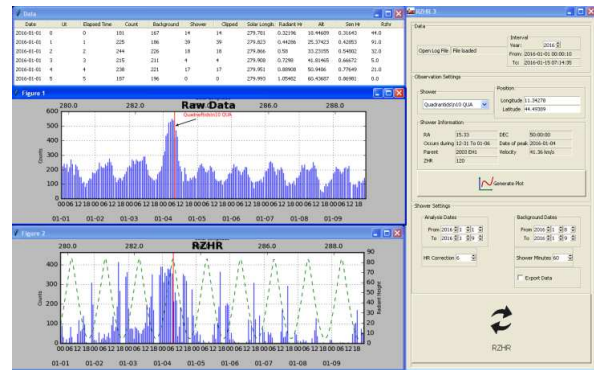 Data
Date UT Elapsed Time Count Background Shower Clipped Solar Longit. Radiant Hr Alt Sen Hr Rzhr
2016-01-01 0 0 181 167 14 14 279.781 0.32196 18.44689 0.31643 44.0
2016-01-01 1 1 225 186 39 39 279.823 0.44286 25.37423 0.42853 91.0
2016-01-01 2 2 244 226 18 18 279.866 0.58 33.23155 0.54802 32.0
2016-01-01 3 3 215 211 4 4 279.908 0.7298 41.81465 0.66672 5.0
2016-01-01 4 4 238 221 17 17 279.951 0.88908 50.9406 0.77649 21.0
2016-01-01 5 5 187 196 0 0 279.993 1.05482 60.43687 0.86981 0.0
Figure 1
Raw Data
280.0 282.0 286.0 288.0
Quadrantids\n10 QUA
600
500
400
300
200
100
0
Counts
00 06 12 18 00 06 12 18 00 06 12 18 00 06 12 18 00 06 12 18 00 06 12 18 00 06 12 18 00 06 12 18 00 06 12 18
01-01 01-02 01-03 01-04 01-05 01-06 01-07 01-08 01-09
Figure 2
RZHR
280.0 282.0 286.0 288.0
400
300
200
100
0
Counts
90
80
70
60
50
40
30
20
10
0
Radiant Height
00 06 12 18 00 06 12 18 00 06 12 18 00 06 12 18 00 06 12 18 00 06 12 18 00 06 12 18 00 06 12 18 00 06 12 18
01-01 01-02 01-03 01-04 01-05 01-06 01-07 01-08 01-09
RZHR 3
Data
Open Log File File loaded
Interval
Year: 2016
From: 2016-01-01 00:00:10
To: 2016-01-15 07:14:35
Observation Settings
Shower
Quadrantids\n10 QUA
Position
Longitude 11.34278
Latitude 44.49389
Shower Information
RA 15:33 DEC 50:00:00
Occurs during 12-31 To 01-06 Date of peak 2016-01-04
Parent 2003 EH1 Velocity 41.36 km/s
ZHR 120
Generate Plot
Shower Settings
Analysis Dates
From 2016 1 1
To 2016 1 9
Background Dates
From 2016 1 8
To 2016 1 9
HR Correction 6
Shower Minutes 60
Export Data
RZHR